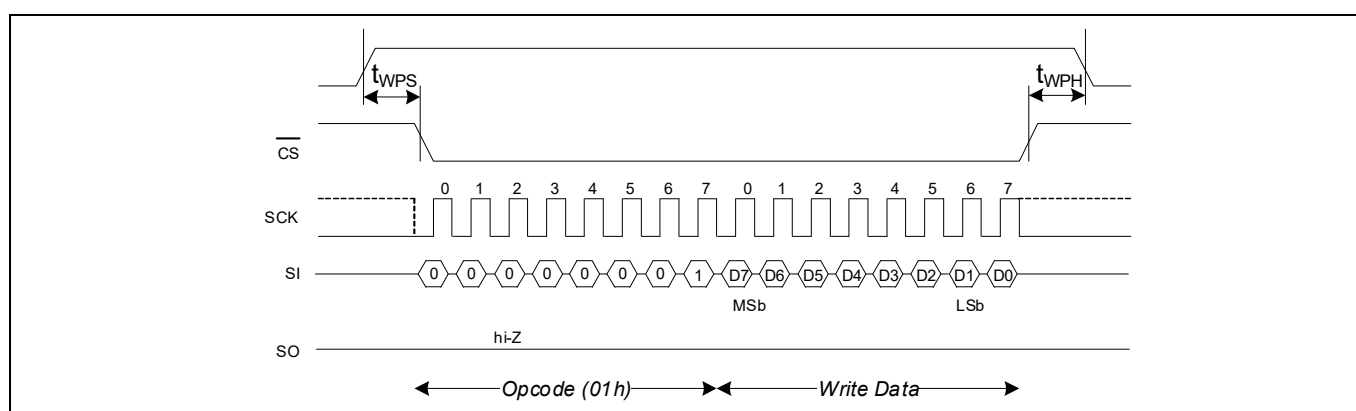 tWPS tWPH
CS
0 1 2 3 4 5 6 7 0 1 2 3 4 5 6 7
SCK
SI 0 0 0 0 0 0 0 1 D7 D6 D5 D4 D3 D2 D1 D0
MSb LSb
hi-Z
SO
Opcode (01h) Write Data